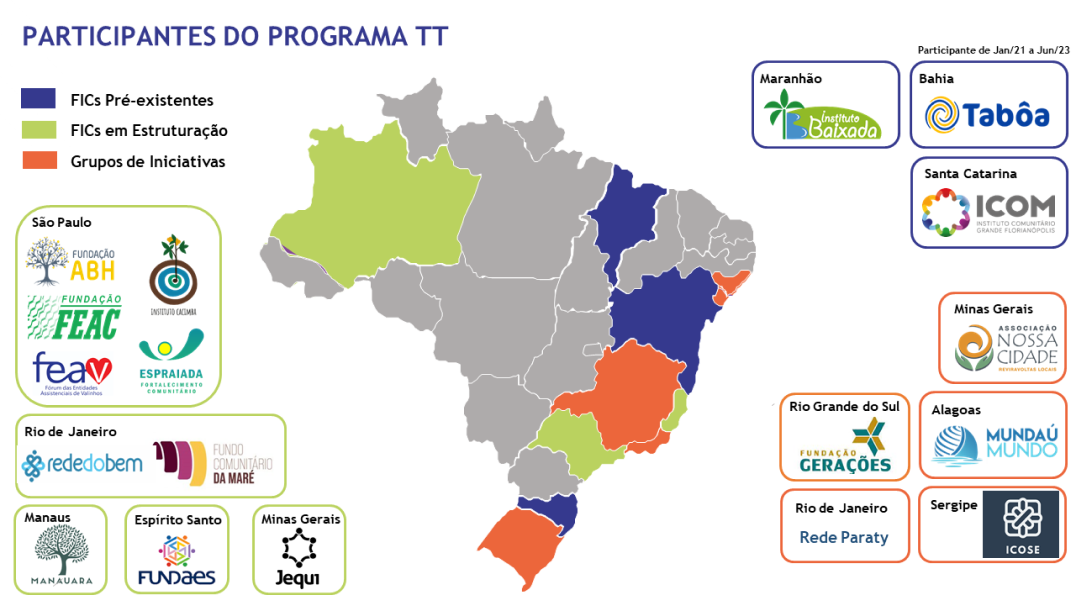 PARTICIPANTES DO PROGRAMA TT
Participante de Jan/21 a Jun/23
FICs Pré-existentes
FICs em Estruturação
Grupos de Iniciativas
Maranhão
Instituto
Baixada
Bahia
Tabôa
Santa Catarina
ICOM
INSTITUTO COMUNITÁRIO
GRANDE FLORIANÓPOLIS
São Paulo
FUNDAÇÃO
ABH
INSTITUTO CACIMBA
FUNDAÇÃO
FEAC
feav
Fórum das Entidades
Assistenciais de Valinhos
ESPRAIADA
FORTALECIMENTO
COMUNITÁRIO
Rio de Janeiro
rededobem
FUNDO
COMUNITÁRIO
DA MARÉ
Manaus
MANAUARA
Espírito Santo
FUNDAES
Minas Gerais
Jequi
Minas Gerais
ASSOCIAÇÃO
NOSSA
CIDADE
REVIRAVOLTAS LOCAIS
Rio Grande do Sul
FUNDAÇÃO
GERAÇÕES
Alagoas
MUNDAÚ
MUNDO
Rio de Janeiro
Rede Paraty
Sergipe
ICOSE